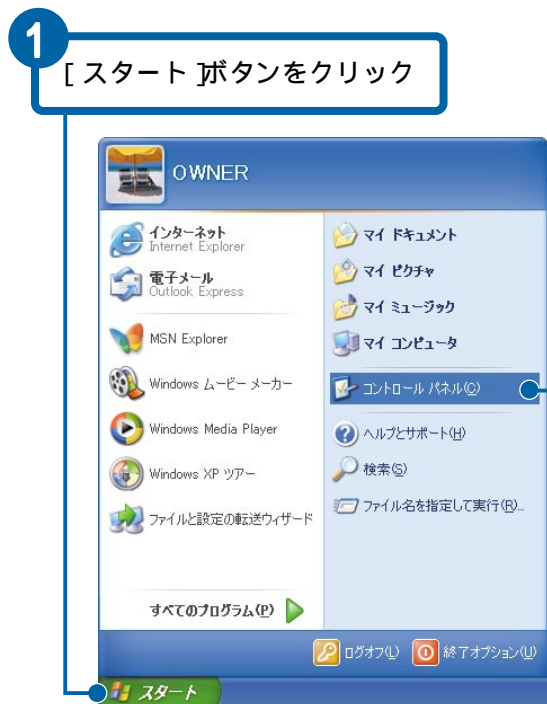 1
[ スタート ]ボタンをクリック
OWNER
インターネット
Internet Explorer
電子メール
Outlook Express
MSN Explorer
Windows ムービー メーカー
Windows Media Player
Windows XP ツアー
ファイルと設定の転送ウィザード
すべてのプログラム(P)
マイ ドキュメント
マイ ピクチャ
マイ ミュージック
マイ コンピュータ
コントロール パネル(C)
ヘルプとサポート(H)
検索(S)
ファイル名を指定して実行(R)...
ログオフ(L)
終了オプション(U)
スタート